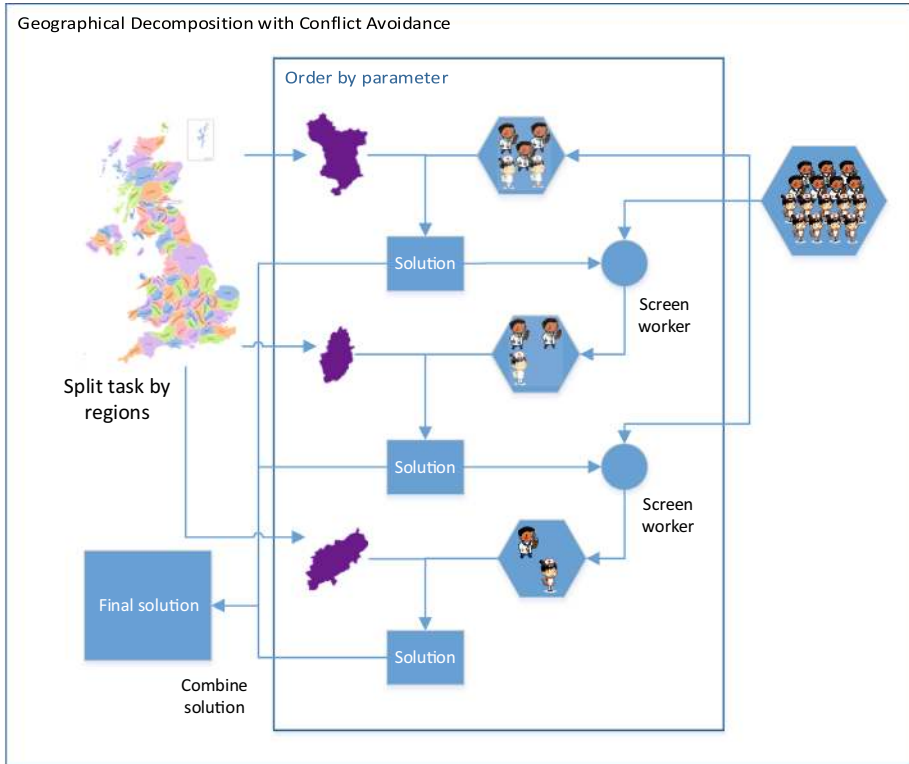 Geographical Decomposition with Conflict Avoidance
Order by parameter
Solution
Screen
worker
Split task by
regions
Solution
Screen
worker
Final solution
Solution
Combine
solution